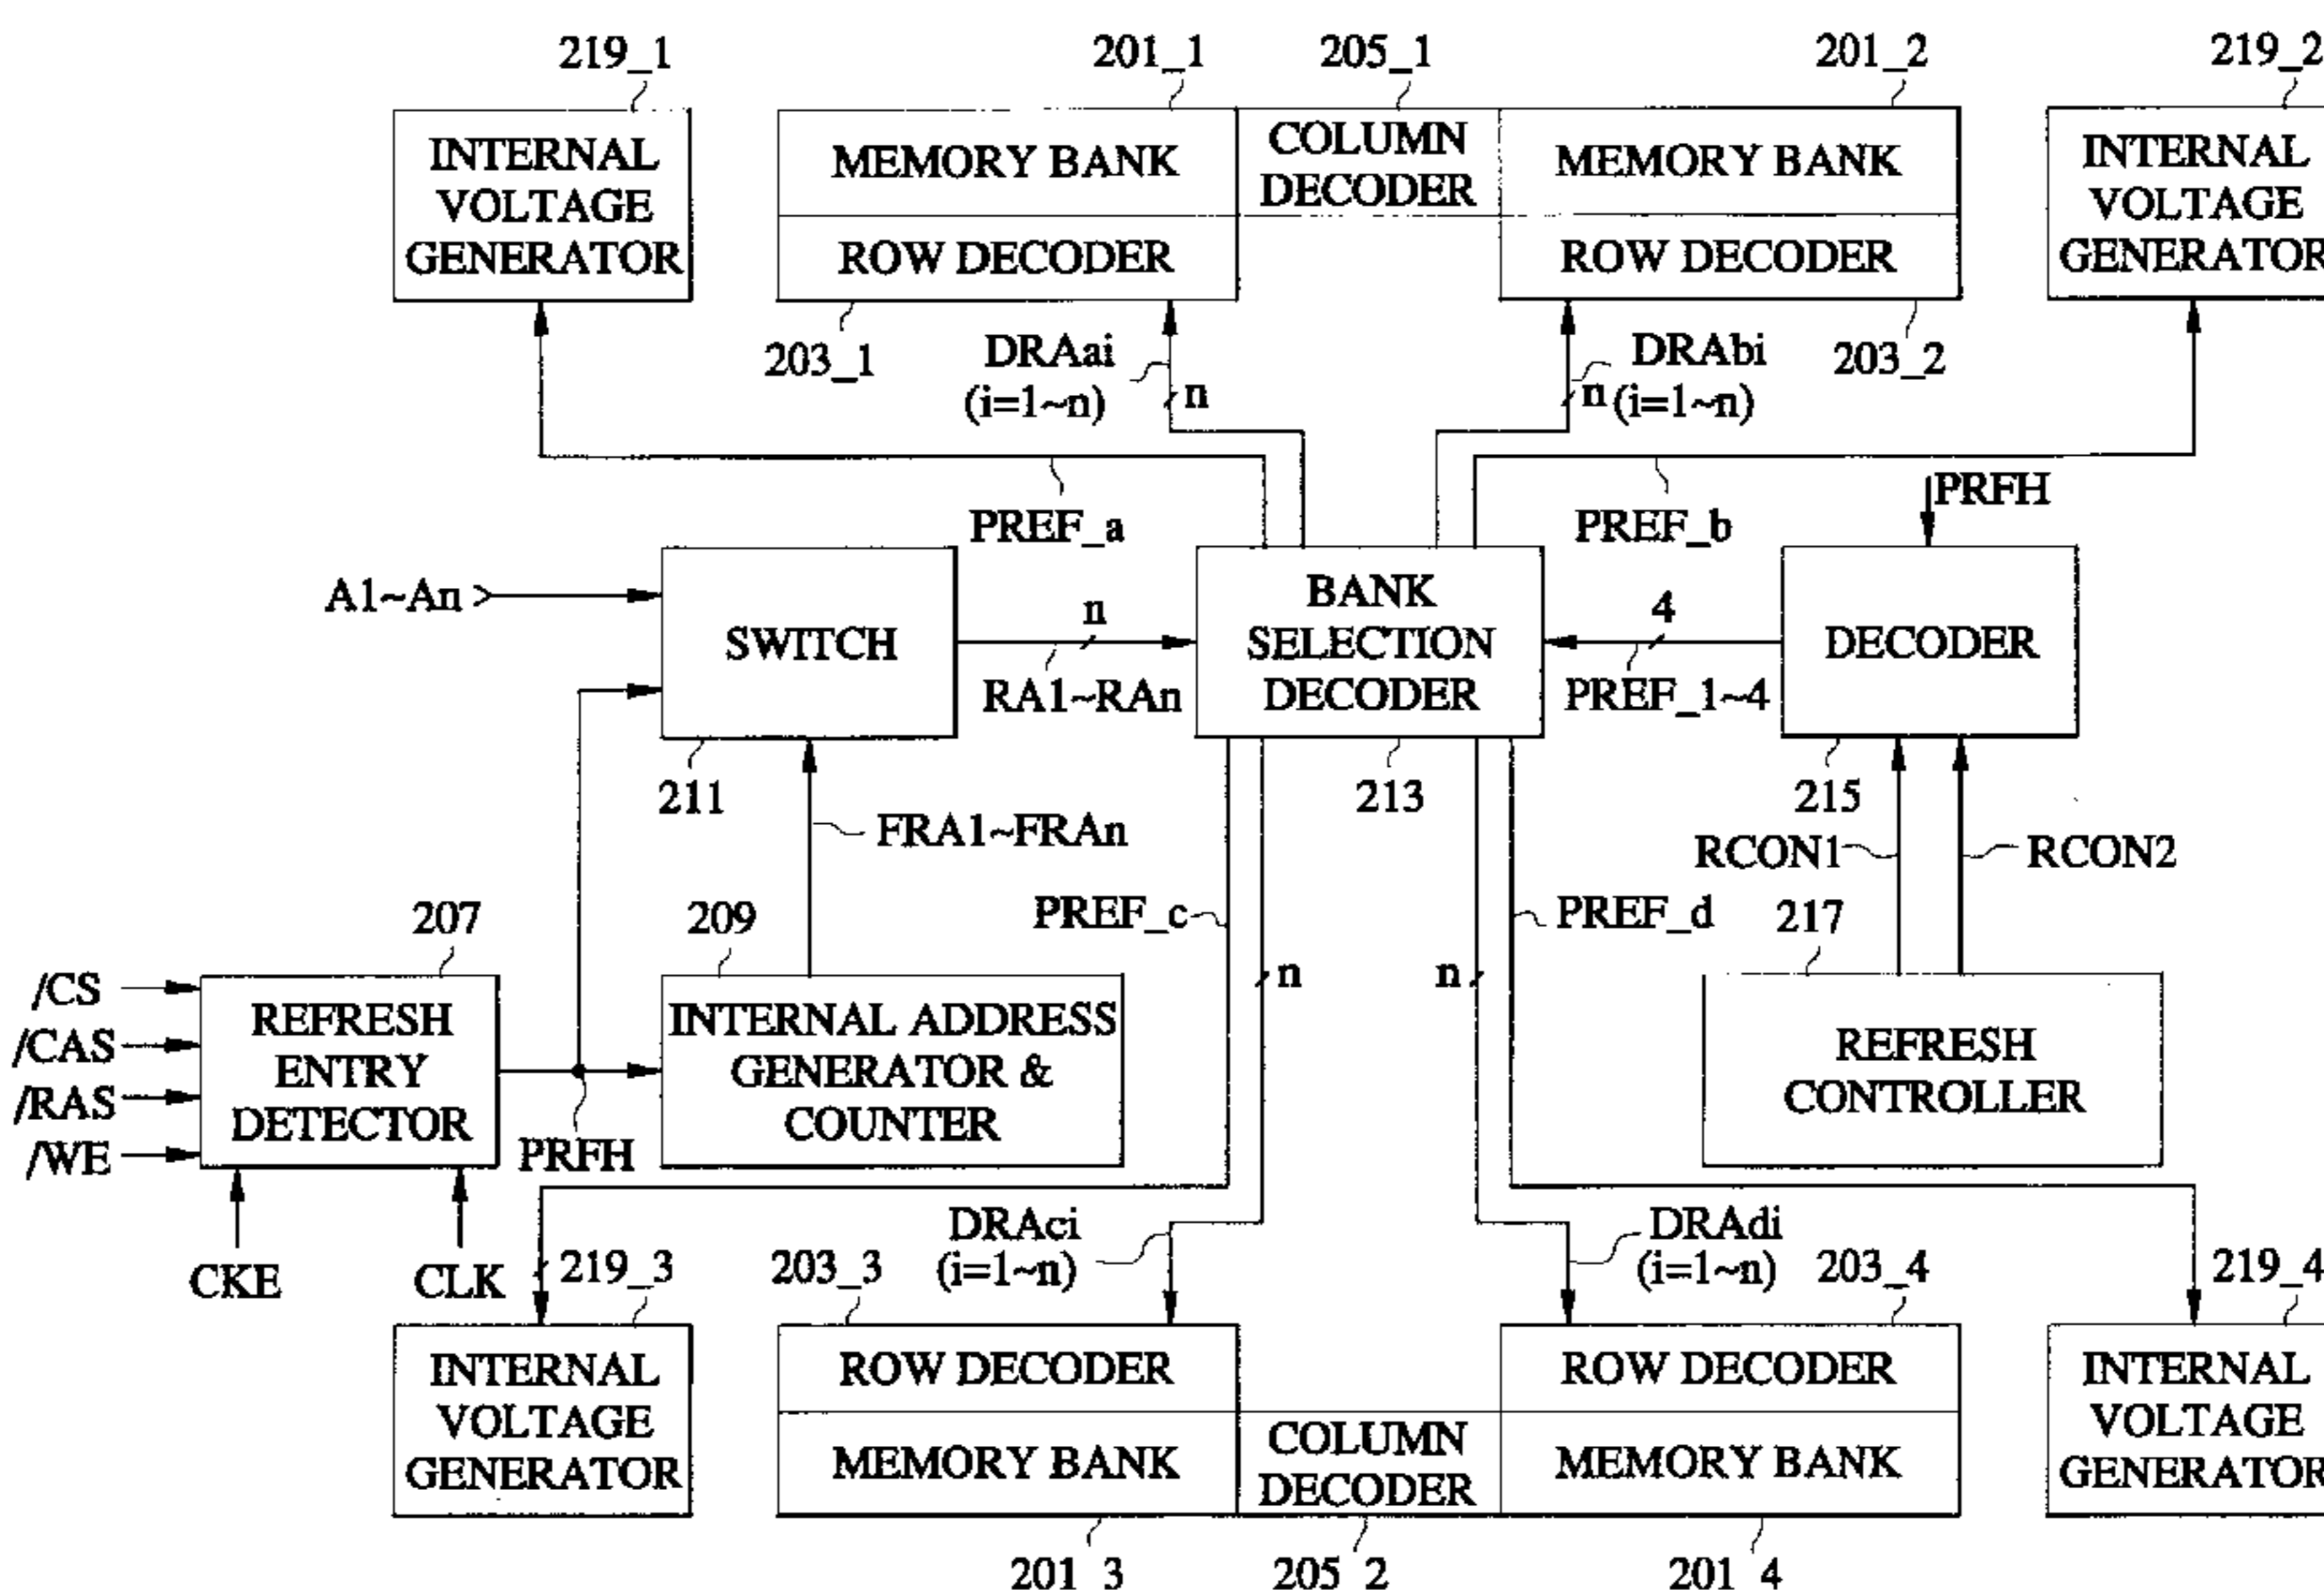 219_1
201_1
205_1
201_2
219_2
INTERNAL
VOLTAGE
GENERATOR
MEMORY BANK
ROW DECODER
COLUMN
DECODER
MEMORY BANK
ROW DECODER
INTERNAL
VOLTAGE
GENERATOR
203_1
DRAai
(i=1~n)
n
n
DRAbi
(i=1~n)
203_2
PREF_a
PREF_b
PRFH
A1~An
SWITCH
211
n
RA1~RAn
BANK
SELECTION
DECODER
213
4
PREF_1~4
DECODER
215
FRA1~FRAn
RCON1
RCON2
207
209
PREF_c
PREF_d
217
/CS
/CAS
/RAS
/WE
REFRESH
ENTRY
DETECTOR
PRFH
INTERNAL ADDRESS
GENERATOR &
COUNTER
n
n
REFRESH
CONTROLLER
CKE
CLK
219_3
203_3
DRAci
(i=1~n)
DRAdi
(i=1~n)
203_4
219_4
INTERNAL
VOLTAGE
GENERATOR
ROW DECODER
MEMORY BANK
COLUMN
DECODER
ROW DECODER
MEMORY BANK
INTERNAL
VOLTAGE
GENERATOR
201_3
205_2
201_4